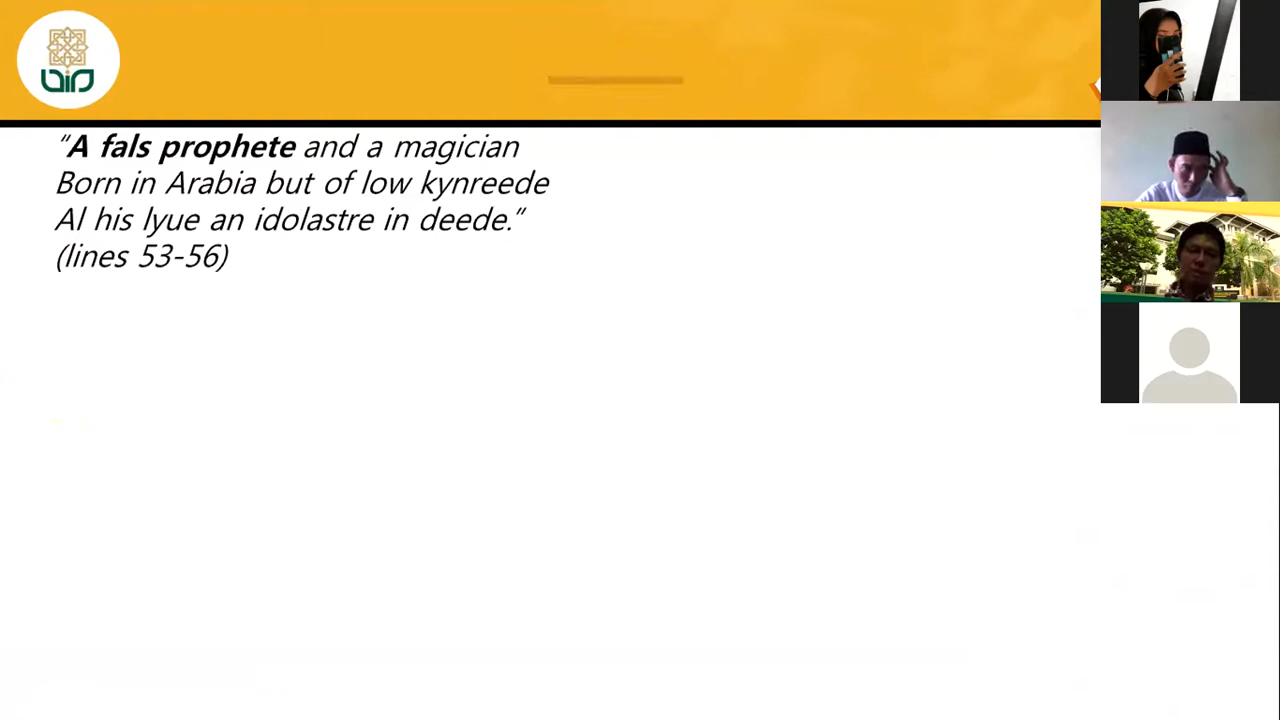 uin
“A fals prophete and a magician
Born in Arabia but of low kynreede
Al his lyue an idolastre in deede.”
(lines 53-56)